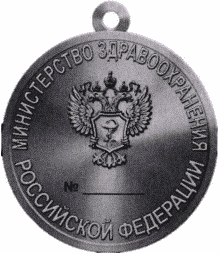 МИНИСТЕРСТВО ЗДРАВООХРАНЕНИЯ
№
РОССИЙСКОЙ ФЕДЕРАЦИИ